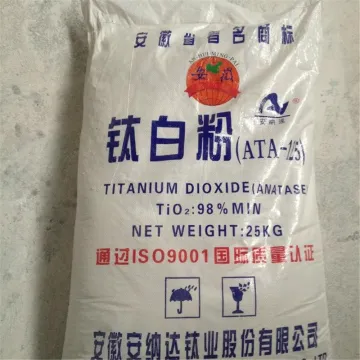 安徽省著名商标
钛白粉(ATA-125)
TITANIUM DIOXIDE(ANATASE
TiO₂:98% MIN
NET WEIGHT:25KG
通过ISO9001国际质量认证
安徽安纳达钛业股份有限公司